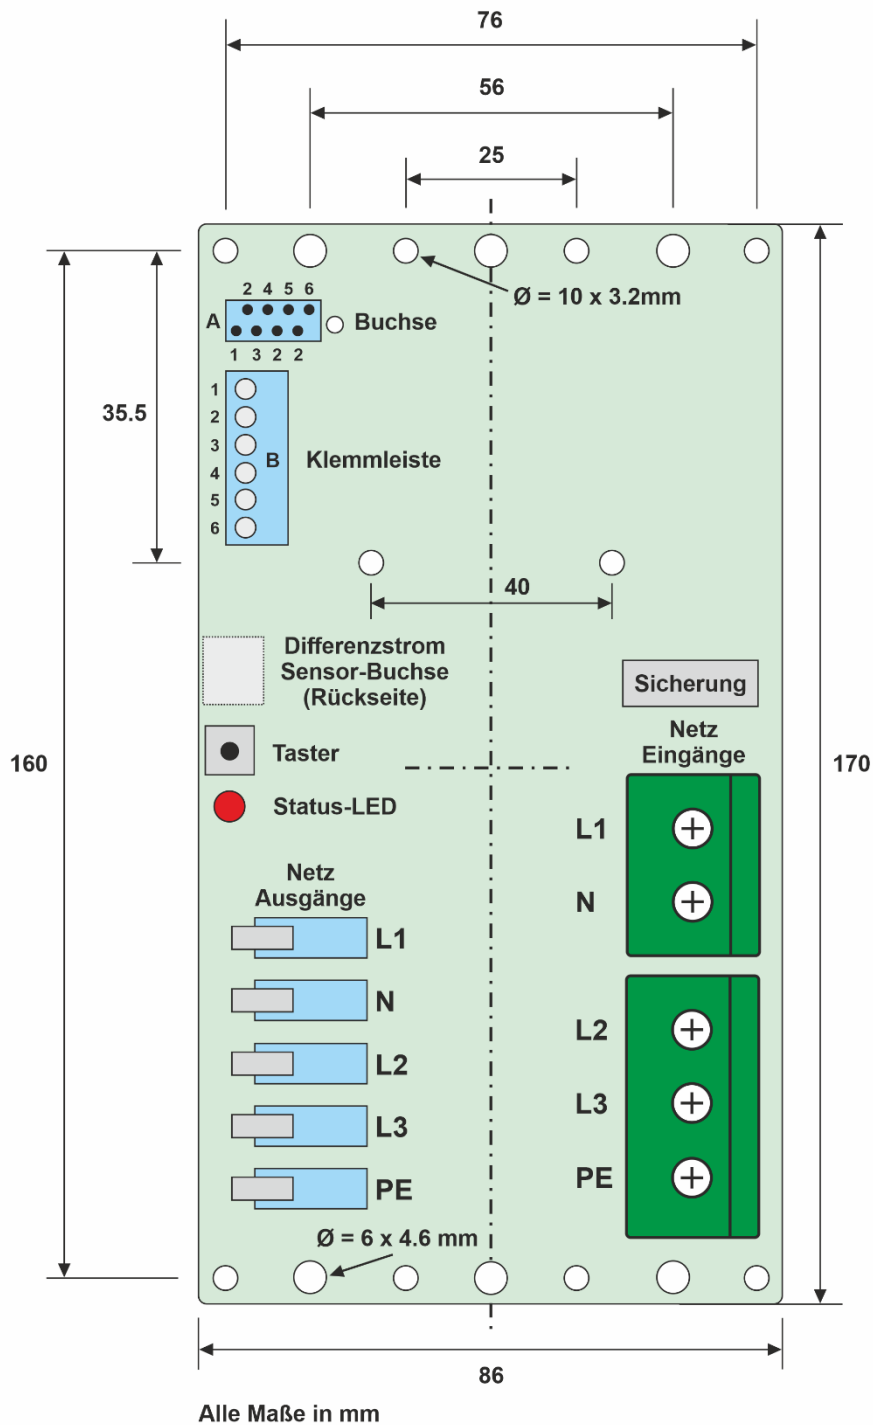 76
56
25
Ø = 10 x 3.2mm
2 4 5 6
A
Buchse
1 3 2 2
35.5
1
2
3
4
5
6
B
Klemmleiste
40
Differenzstrom
Sensor-Buchse
(Rückseite)
Sicherung
Netz
Eingänge
Taster
160
170
Status-LED
L1
N
Netz
Ausgänge
L1
N
L2
L3
PE
L2
L3
PE
Ø = 6 x 4.6 mm
86
Alle Maße in mm